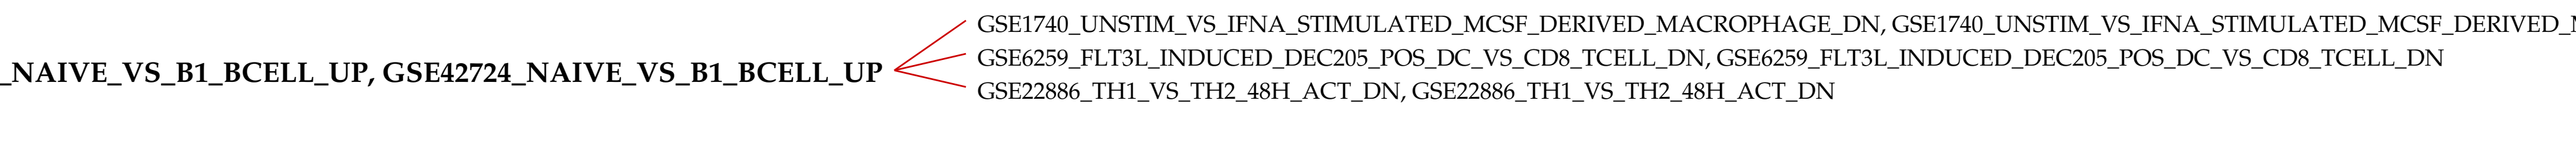 _NAIVE_VS_B1_BCELL_UP, GSE42724_NAIVE_VS_B1_BCELL_UP
GSE1740_UNSTIM_VS_IFNA_STIMULATED_MCSF_DERIVED_MACROPHAGE_DN, GSE1740_UNSTIM_VS_IFNA_STIMULATED_MCSF_DERIVED_
GSE6259_FLT3L_INDUCED_DEC205_POS_DC_VS_CD8_TCELL_DN, GSE6259_FLT3L_INDUCED_DEC205_POS_DC_VS_CD8_TCELL_DN
GSE22886_TH1_VS_TH2_48H_ACT_DN, GSE22886_TH1_VS_TH2_48H_ACT_DN